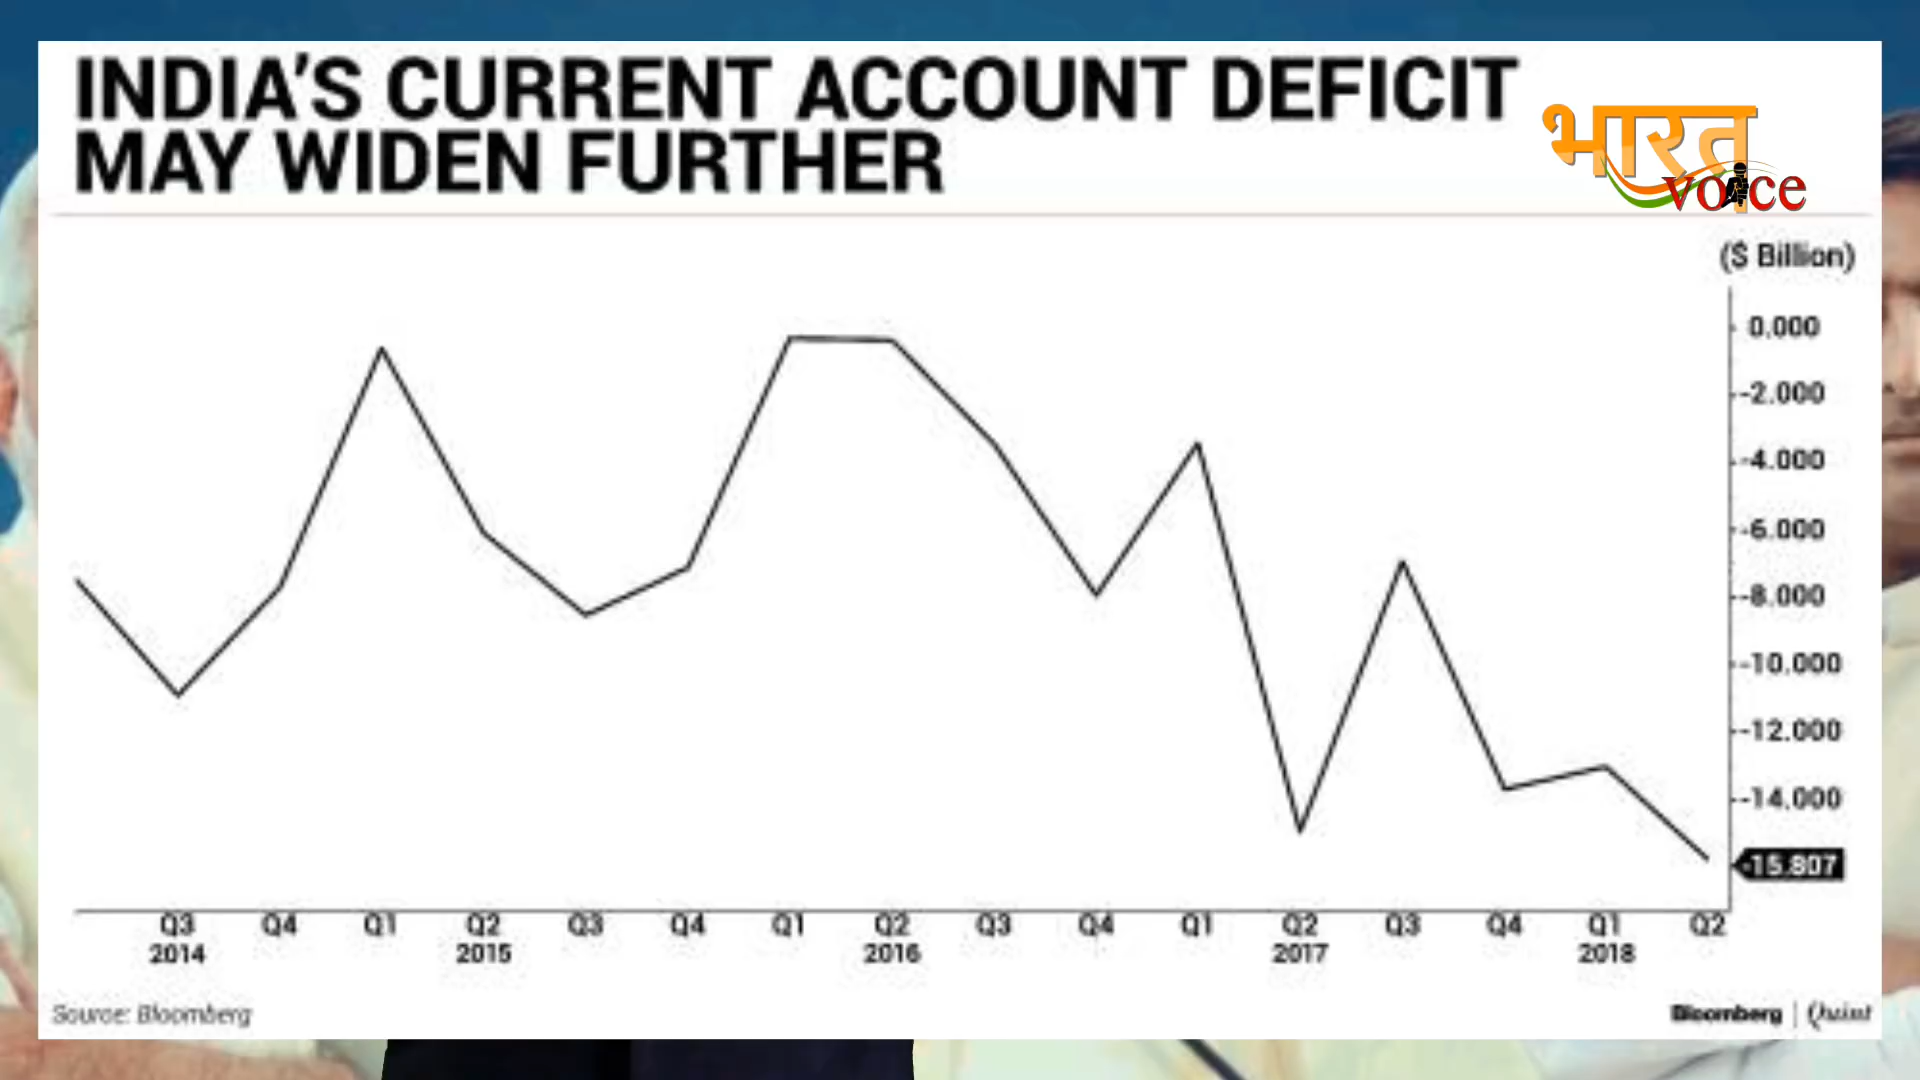 INDIA'S CURRENT ACCOUNT DEFICIT
MAY WIDEN FURTHER
भारत
voice
($ Billion)
0.000
-2.000
-4.000
-6.000
-8.000
-10.000
-12.000
-14.000
-15.807
Q3 Q4 Q1 Q2 Q3 Q4 Q1 Q2 Q3 Q4 Q1 Q2 Q3 Q4 Q1 Q2
2014 2015 2016 2017 2018
Source: Bloomberg
Bloomberg | Quint